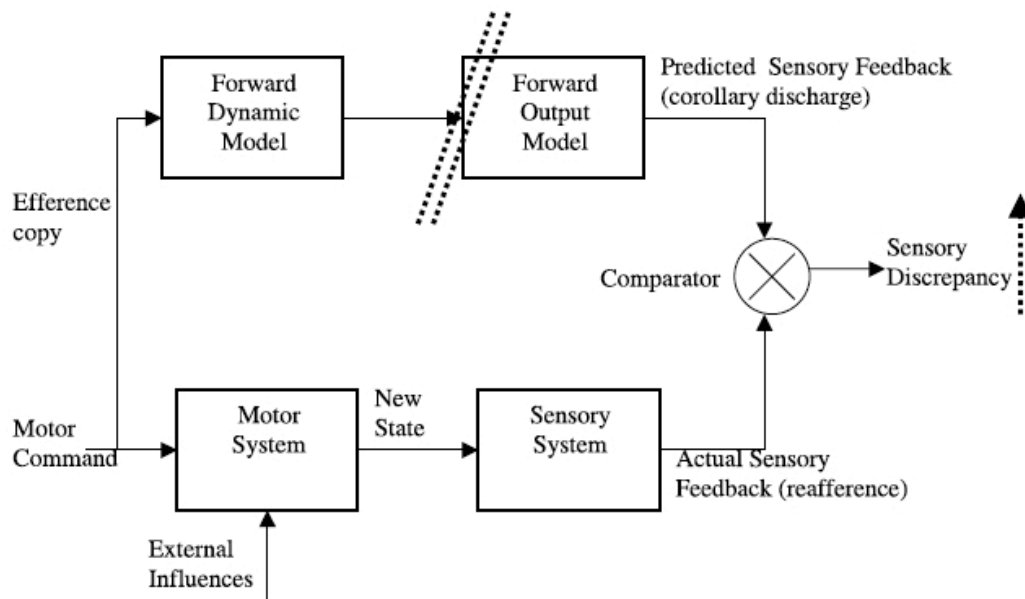 Forward
Dynamic
Model
Forward
Output
Model
Predicted Sensory Feedback
(corollary discharge)
Efference
copy
Comparator
Sensory
Discrepancy
Motor
Command
Motor
System
New
State
Sensory
System
Actual Sensory
Feedback (reafference)
External
Influences